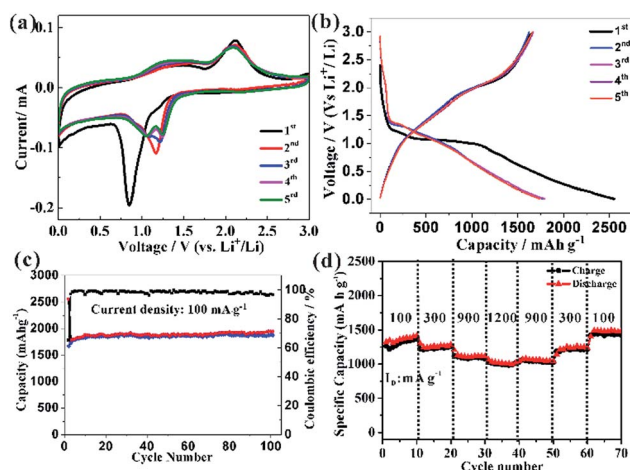 (a)
0.1
0.0
-0.1
-0.2
Current/ mA
0.0 0.5 1.0 1.5 2.0 2.5 3.0
Voltage / V (vs. Li⁺/Li)
1st
2nd
3rd
4th
5rd
(b)
3.0
2.5
2.0
1.5
1.0
0.5
0.0
Voltage / V (Vs Li⁺/Li)
0 500 1000 1500 2000 2500
Capacity / mAh g⁻¹
1st
2nd
3rd
4th
5th
(c)
3000
2500
2000
1500
1000
500
0
Capacity (mAhg⁻¹)
Current density: 100 mA g⁻¹
100
80
60
40
20
0
Coulombic efficiency / %
0 20 40 60 80 100
Cycle Number
(d)
2500
2000
1500
1000
500
0
Specific Capacity (mA h g⁻¹)
Charge
Discharge
100 300 900 1200 900 300 100
I_D: mA g⁻¹
0 10 20 30 40 50 60 70
Cycle number